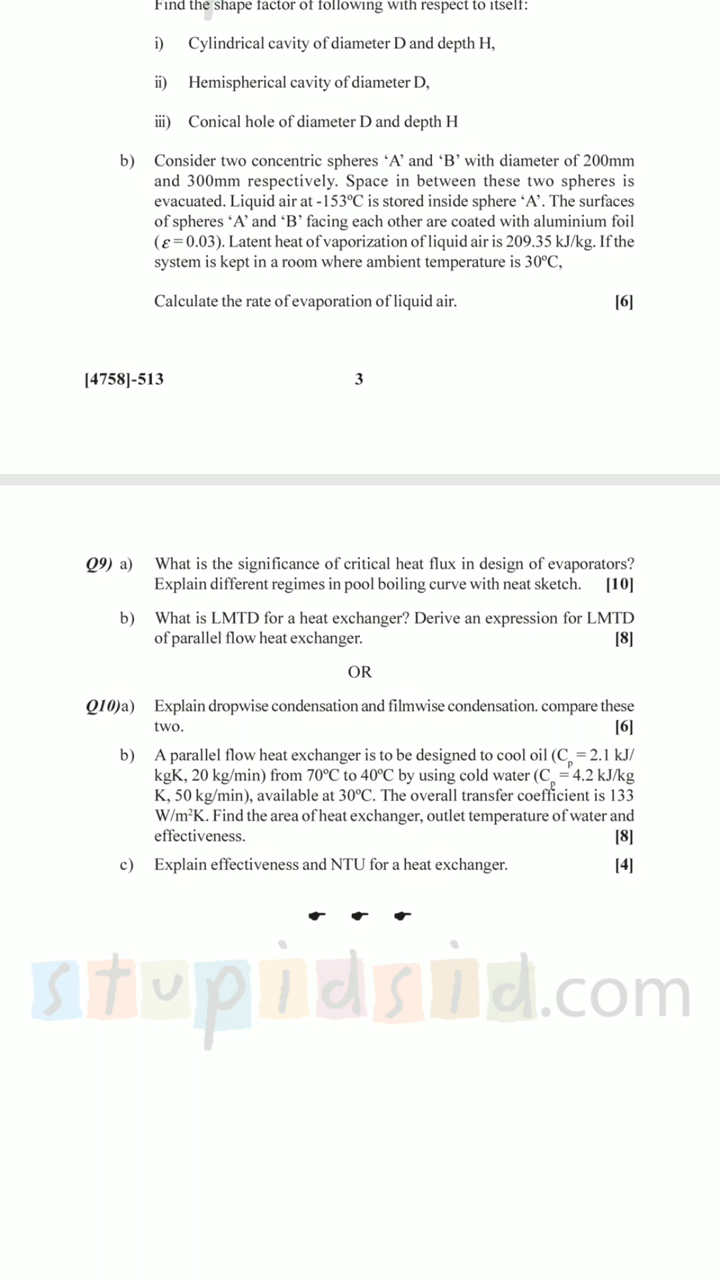 Find the shape factor of following with respect to itself:
i) Cylindrical cavity of diameter D and depth H,
ii) Hemispherical cavity of diameter D,
iii) Conical hole of diameter D and depth H
b) Consider two concentric spheres ‘A’ and ‘B’ with diameter of 200mm
and 300mm respectively. Space in between these two spheres is
evacuated. Liquid air at -153ºC is stored inside sphere ‘A’. The surfaces
of spheres ‘A’ and ‘B’ facing each other are coated with aluminium foil
(ε = 0.03). Latent heat of vaporization of liquid air is 209.35 kJ/kg. If the
system is kept in a room where ambient temperature is 30ºC,
Calculate the rate of evaporation of liquid air. [6]
[4758]-513 3
Q9) a) What is the significance of critical heat flux in design of evaporators?
Explain different regimes in pool boiling curve with neat sketch. [10]
b) What is LMTD for a heat exchanger? Derive an expression for LMTD
of parallel flow heat exchanger. [8]
OR
Q10)a) Explain dropwise condensation and filmwise condensation. compare these
two. [6]
b) A parallel flow heat exchanger is to be designed to cool oil (Cp = 2.1 kJ/
kgK, 20 kg/min) from 70ºC to 40ºC by using cold water (Cp = 4.2 kJ/kg
K, 50 kg/min), available at 30ºC. The overall transfer coefficient is 133
W/m²K. Find the area of heat exchanger, outlet temperature of water and
effectiveness. [8]
c) Explain effectiveness and NTU for a heat exchanger. [4]
stupidsid.com